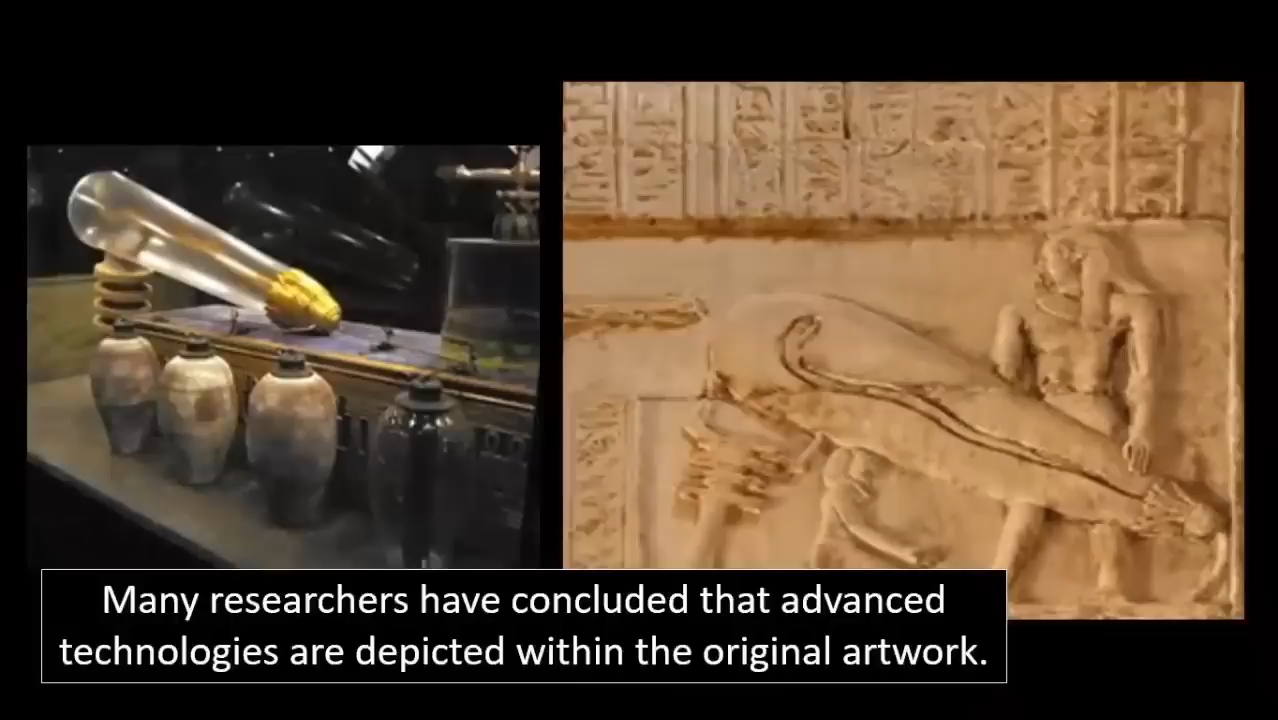 Many researchers have concluded that advanced
technologies are depicted within the original artwork.